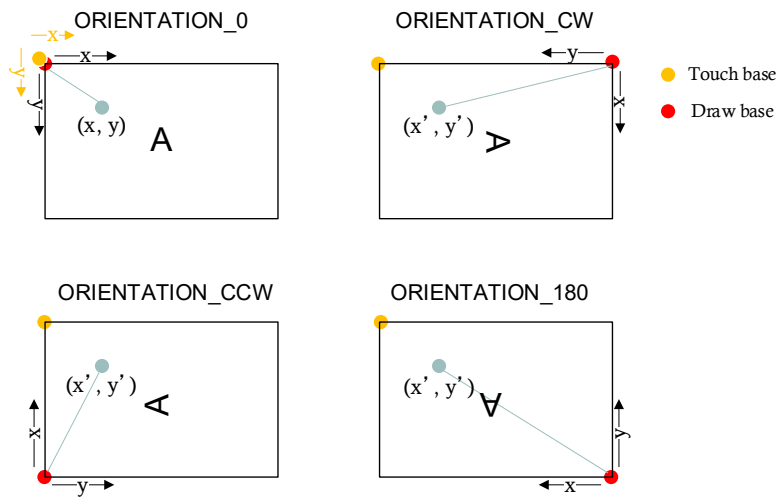 ORIENTATION_0
x
x
y
y
(x, y)
A
ORIENTATION_CW
y
x
(x’, y’)
A
Touch base
Draw base
ORIENTATION_CCW
(x’, y’)
A
x
y
ORIENTATION_180
(x’, y’)
A
y
x